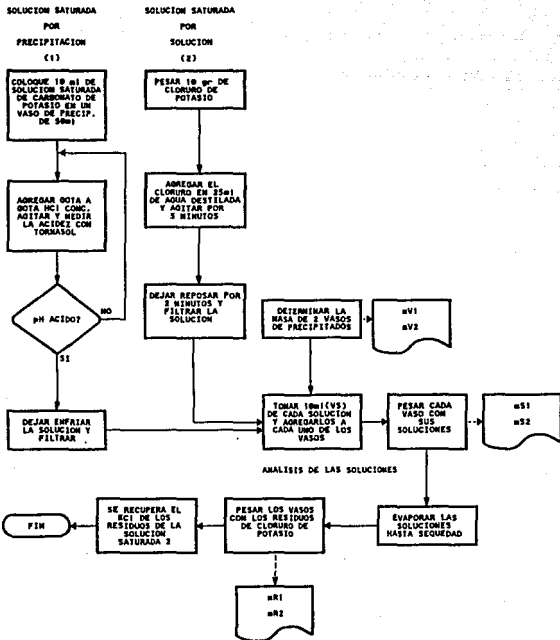 SOLUCION SATURADA
POR
PRECIPITACION
(1)
COLOQUE 10 ml DE
SOLUCION SATURADA
DE CARBONATO DE
POTASIO EN UN
VASO DE PRECIP.
DE 50ml
AGREGAR GOTA A
GOTA HCl CONC.
AGITAR Y MEDIR
LA ACIDEZ CON
TORNASOL
pH ACIDO?
NO
SI
DEJAR ENFRIAR
LA SOLUCION Y
FILTRAR
SOLUCION SATURADA
POR
SOLUCION
(2)
PESAR 10 gr DE
CLORURO DE
POTASIO
AGREGAR EL
CLORURO EN 25ml
DE AGUA DESTILADA
Y AGITAR POR
5 MINUTOS
DEJAR REPOSAR POR
2 MINUTOS Y
FILTRAR LA
SOLUCION
DETERMINAR LA
MASA DE 2 VASOS
DE PRECIPITADOS
mV1
mV2
TOMAR 10ml(VS)
DE CADA SOLUCION
Y AGREGARLOS A
CADA UNO DE LOS
VASOS
PESAR CADA
VASO CON
SUS
SOLUCIONES
mS1
mS2
ANALISIS DE LAS SOLUCIONES
EVAPORAR LAS
SOLUCIONES
HASTA SEQUEDAD
PESAR LOS VASOS
CON LOS RESIDUOS
DE CLORURO DE
POTASIO
mR1
mR2
SE RECUPERA EL
KCl DE LOS
RESIDUOS DE LA
SOLUCION
SATURADA 2
FIN